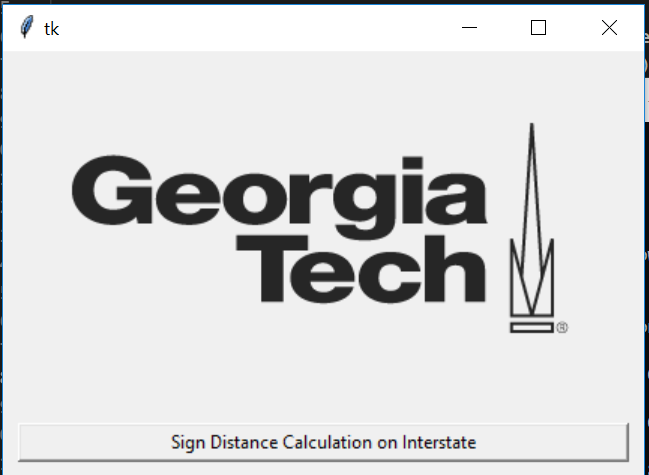 tk
Georgia
Tech
®
Sign Distance Calculation on Interstate